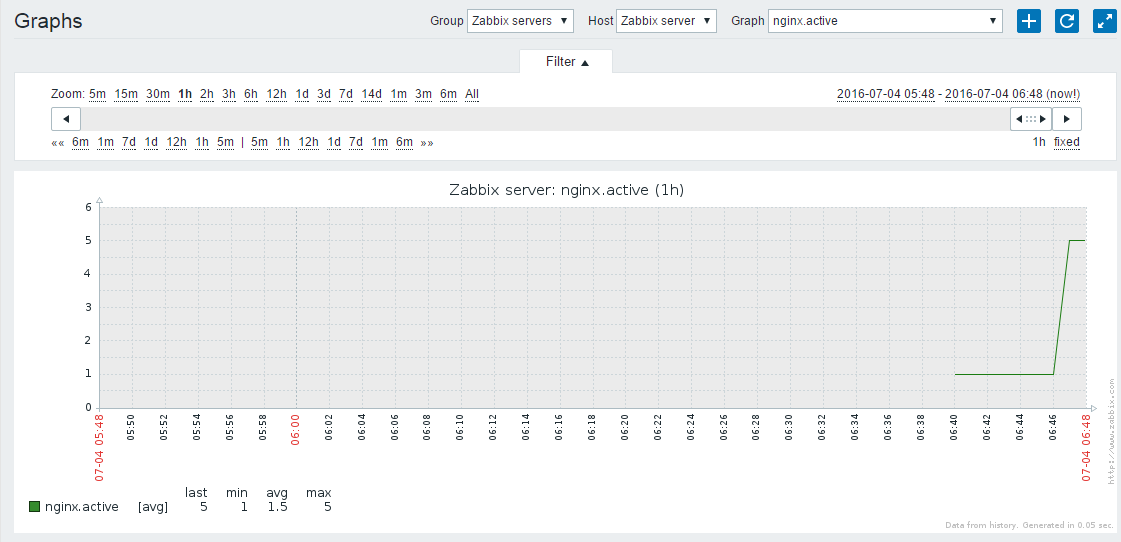 Graphs Group Zabbix servers ▼ Host Zabbix server ▼ Graph nginx.active ▼
Filter ▲
Zoom: 5m 15m 30m 1h 2h 3h 6h 12h 1d 3d 7d 14d 1m 3m 6m All 2016-07-04 05:48 - 2016-07-04 06:48 (now!)
«« 6m 1m 7d 1d 12h 1h 5m | 5m 1h 12h 1d 7d 1m 6m »» 1h fixed
Zabbix server: nginx.active (1h)
6
5
4
3
2
1
0
07-04 05:48 05:50 05:52 05:54 05:56 05:58 06:00 06:02 06:04 06:06 06:08 06:10 06:12 06:14 06:16 06:18 06:20 06:22 06:24 06:26 06:28 06:30 06:32 06:34 06:36 06:38 06:40 06:42 06:44 06:46 07-04 06:48
http://www.zabbix.com
last min avg max
nginx.active [avg] 5 1 1.5 5
Data from history. Generated in 0.05 sec.